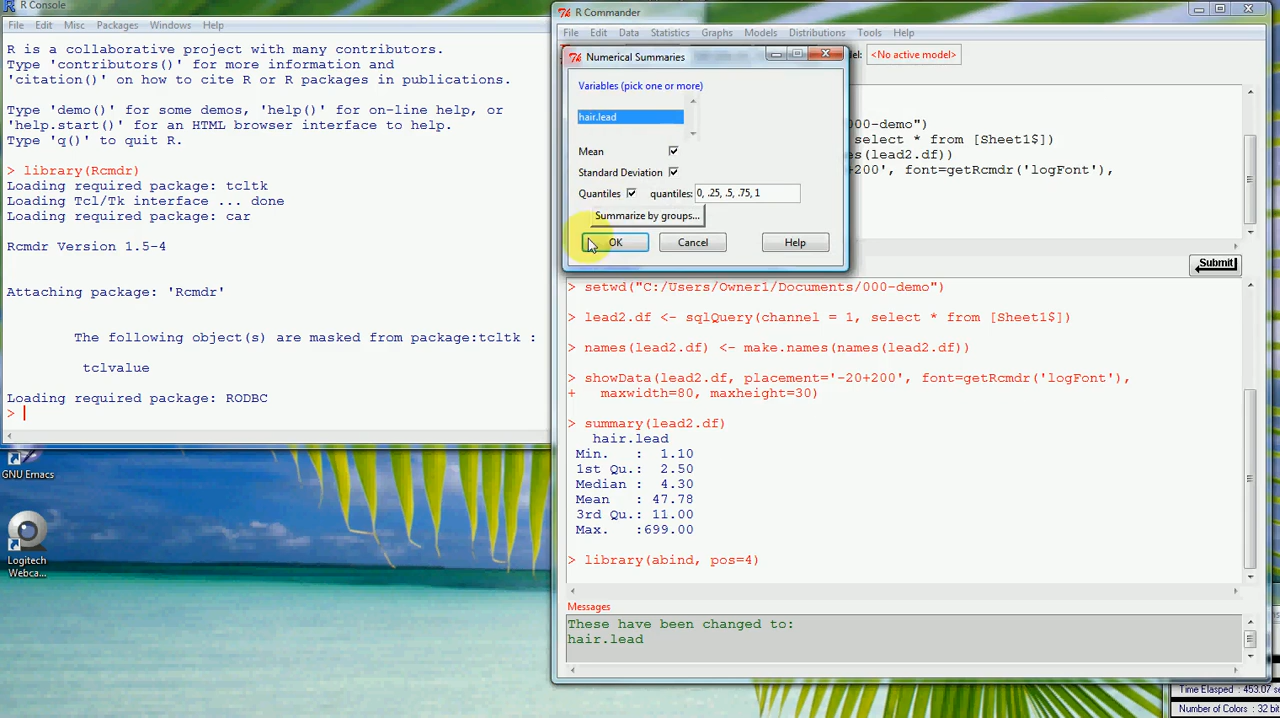 R Console
File Edit Misc Packages Windows Help
R is a collaborative project with many contributors.
Type 'contributors()' for more information and
'citation()' on how to cite R or R packages in publications.
Type 'demo()' for some demos, 'help()' for on-line help, or
'help.start()' for an HTML browser interface to help.
Type 'q()' to quit R.
> library(Rcmdr)
Loading required package: tcltk
Loading Tcl/Tk interface ... done
Loading required package: car
Rcmdr Version 1.5-4
Attaching package: 'Rcmdr'
The following object(s) are masked from package:tcltk :
tclvalue
Loading required package: RODBC
>
GNU Emacs
Logitech
Webca...
R Commander
File Edit Data Statistics Graphs Models Distributions Tools Help
<No active model>
Numerical Summaries
Variables (pick one or more)
hair.lead
Mean
Standard Deviation
Quantiles quantiles: 0, .25, .5, .75, 1
Summarize by groups...
OK Cancel Help
00-demo")
select * from [Sheet1$])
es(lead2.df))
+200', font=getRcmdr('logFont'),
Submit
> setwd("C:/Users/Owner1/Documents/000-demo")
> lead2.df <- sqlQuery(channel = 1, select * from [Sheet1$])
> names(lead2.df) <- make.names(names(lead2.df))
> showData(lead2.df, placement='-20+200', font=getRcmdr('logFont'),
+ maxwidth=80, maxheight=30)
> summary(lead2.df)
hair.lead
Min. : 1.10
1st Qu.: 2.50
Median : 4.30
Mean : 47.78
3rd Qu.: 11.00
Max. :699.00
> library(abind, pos=4)
Messages
These have been changed to:
hair.lead
Time Elasped : 453.07 se
Number of Colors : 32 bit